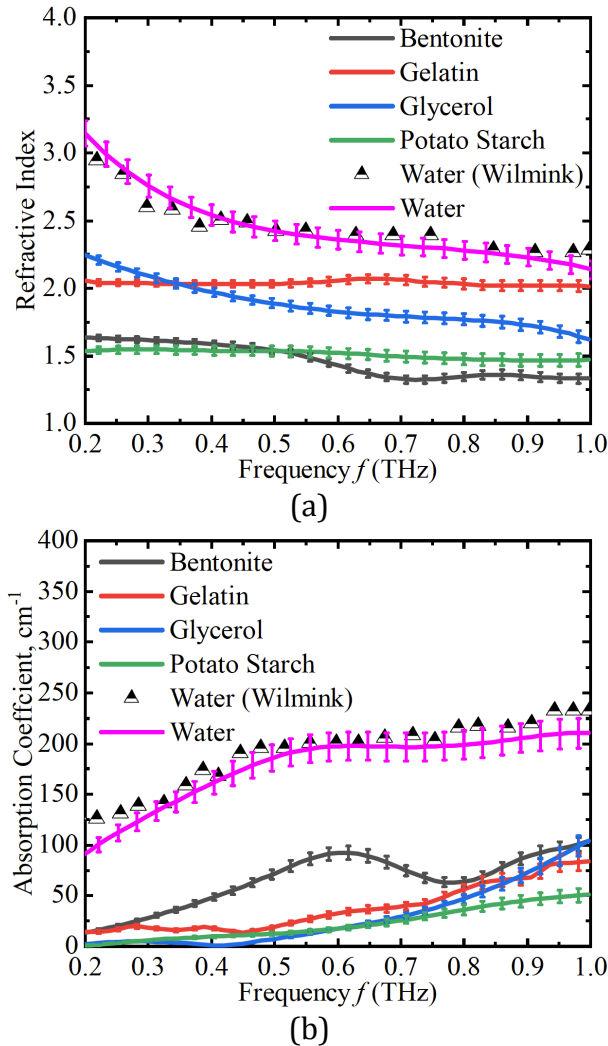 4.0
3.5
3.0
2.5
2.0
1.5
1.0
Refractive Index
Bentonite
Gelatin
Glycerol
Potato Starch
Water (Wilmink)
Water
0.2 0.3 0.4 0.5 0.6 0.7 0.8 0.9 1.0
Frequency f (THz)
(a)
400
350
300
250
200
150
100
50
0
Absorption Coeffcient, cm-1
Bentonite
Gelatin
Glycerol
Potato Starch
Water (Wilmink)
Water
0.2 0.3 0.4 0.5 0.6 0.7 0.8 0.9 1.0
Frequency f (THz)
(b)